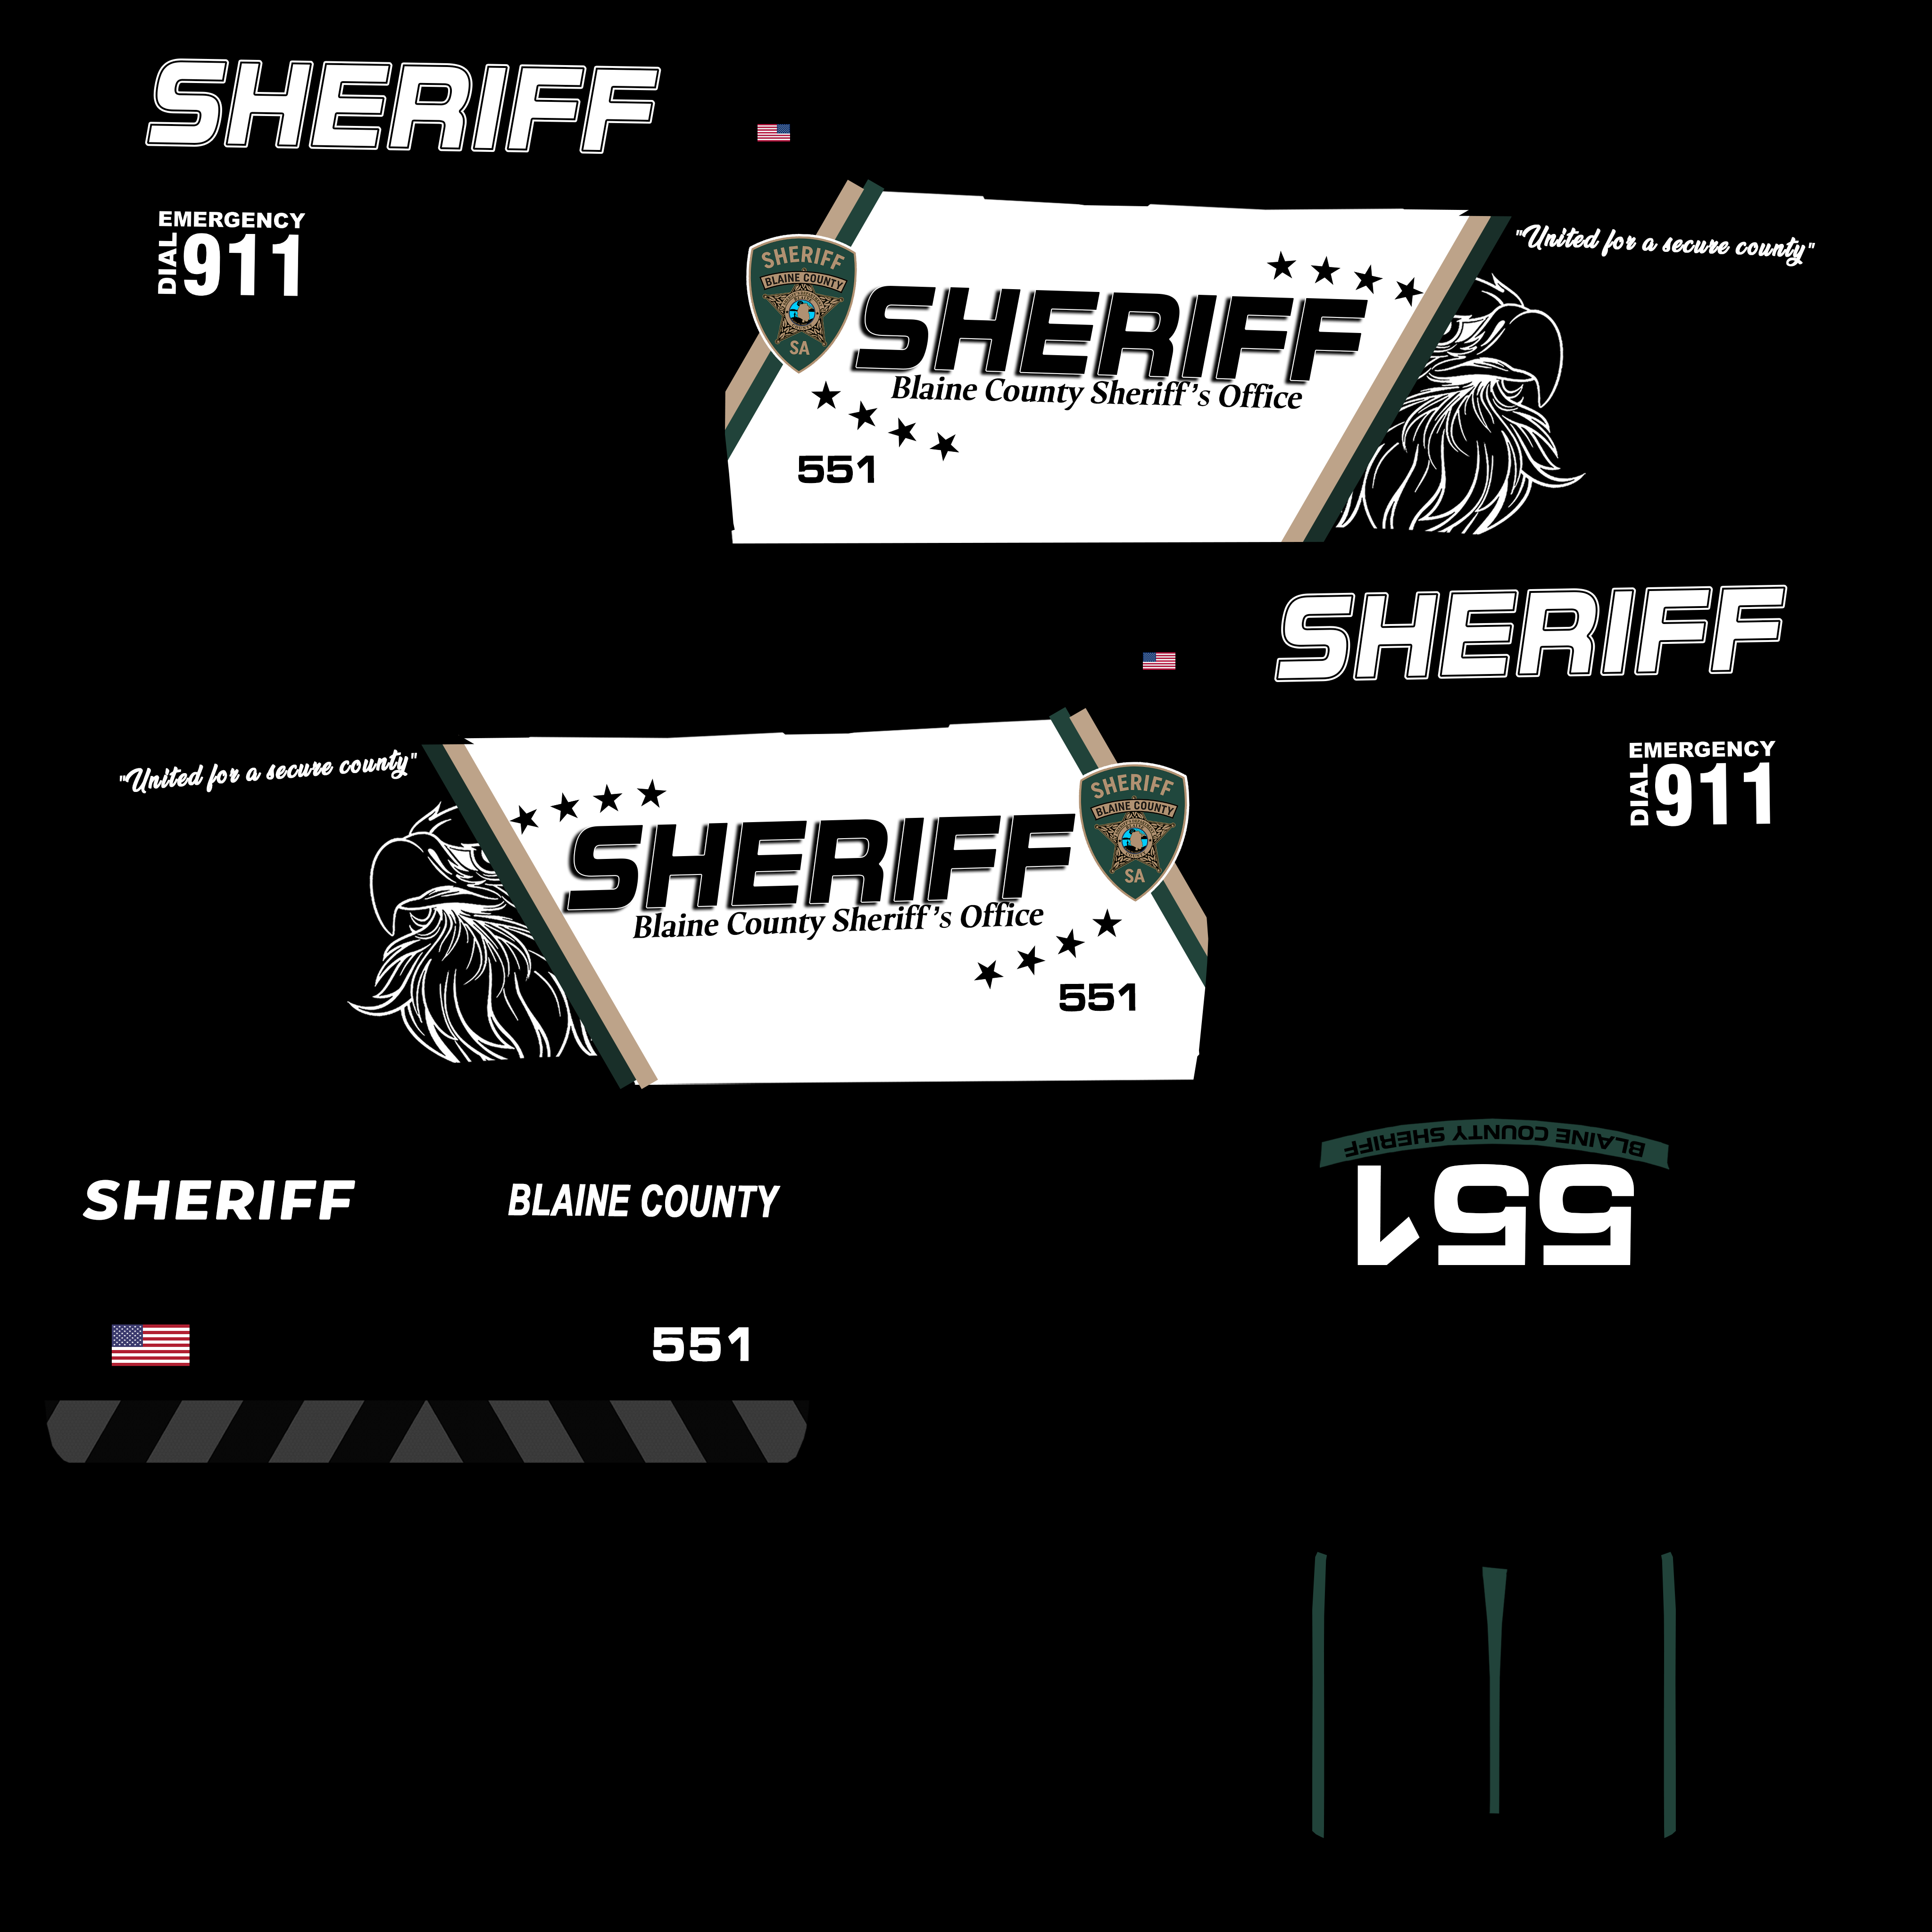 SHERIFF
EMERGENCY
DIAL 911
SHERIFF
BLAINE COUNTY
SA
SHERIFF
Blaine County Sheriff's Office
551
"United for a secure county"
SHERIFF
EMERGENCY
DIAL 911
"United for a secure county"
SHERIFF
Blaine County Sheriff's Office
551
SHERIFF
BLAINE COUNTY
SA
BLAINE COUNTY SHERIFF
551
SHERIFF
BLAINE COUNTY
551